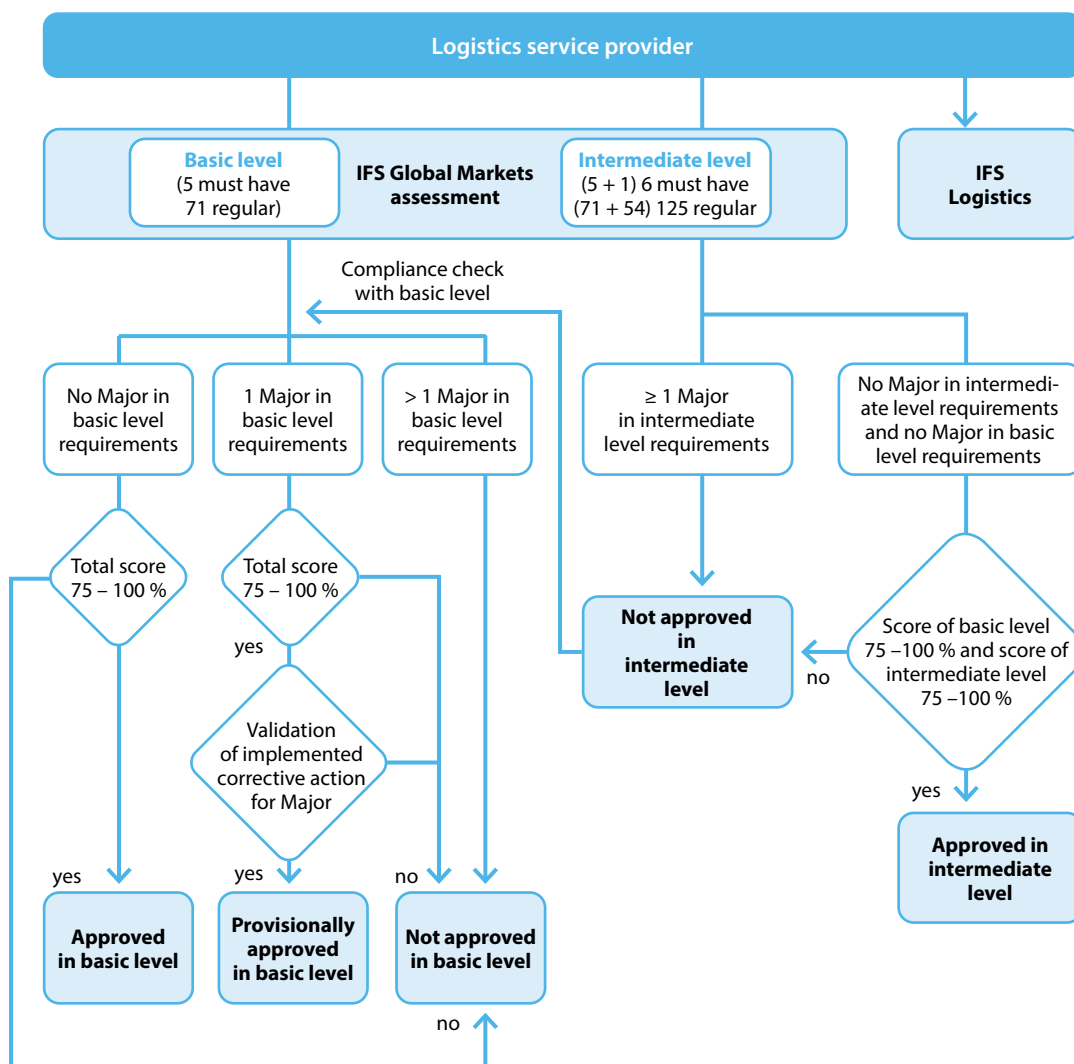 Logistics service provider
Basic level
(5 must have
71 regular)
IFS Global Markets
assessment
Intermediate level
(5 + 1) 6 must have
(71 + 54) 125 regular
IFS
Logistics
Compliance check
with basic level
No Major in
basic level
requirements
1 Major in
basic level
requirements
> 1 Major in
basic level
requirements
≥ 1 Major
in intermediate
level requirements
No Major in intermedi-
ate level requirements
and no Major in basic
level requirements
Total score
75 – 100 %
Total score
75 – 100 %
yes
Not approved
in
intermediate
level
no
Score of basic level
75 –100 % and score of
intermediate level
75 –100 %
Validation
of implemented
corrective action
for Major
yes
Approved in
intermediate
level
yes
yes
no
Approved
in basic level
Provisionally
approved
in basic level
Not approved
in basic level
no